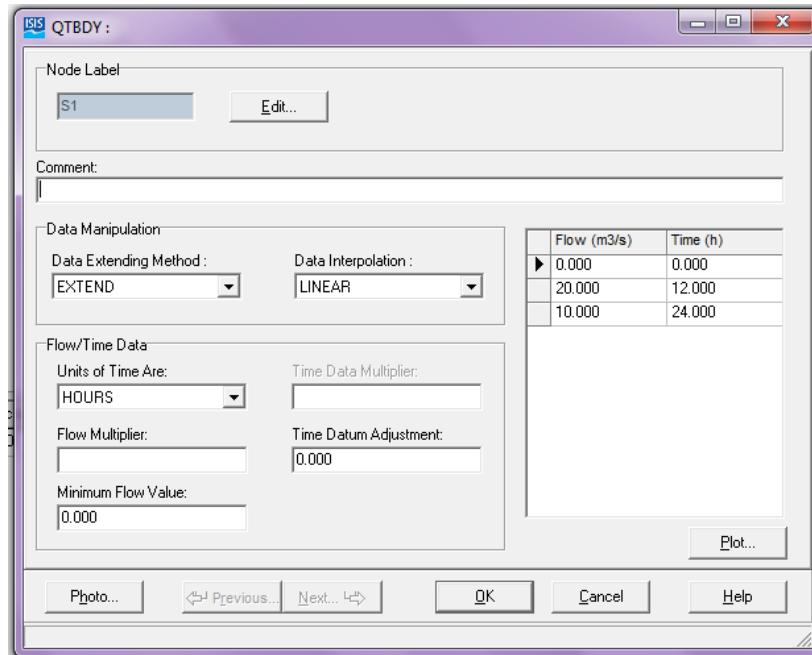 ISIS QTBDY :
Node Label
S1 Edit...
Comment:
Data Manipulation
Data Extending Method : Data Interpolation :
EXTEND LINEAR
Flow/Time Data
Units of Time Are: Time Data Multiplier:
HOURS
Flow Multiplier: Time Datum Adjustment:
0.000
Minimum Flow Value:
0.000
Flow (m3/s) Time (h)
0.000 0.000
20.000 12.000
10.000 24.000
Plot...
Photo... Previous... Next... OK Cancel Help